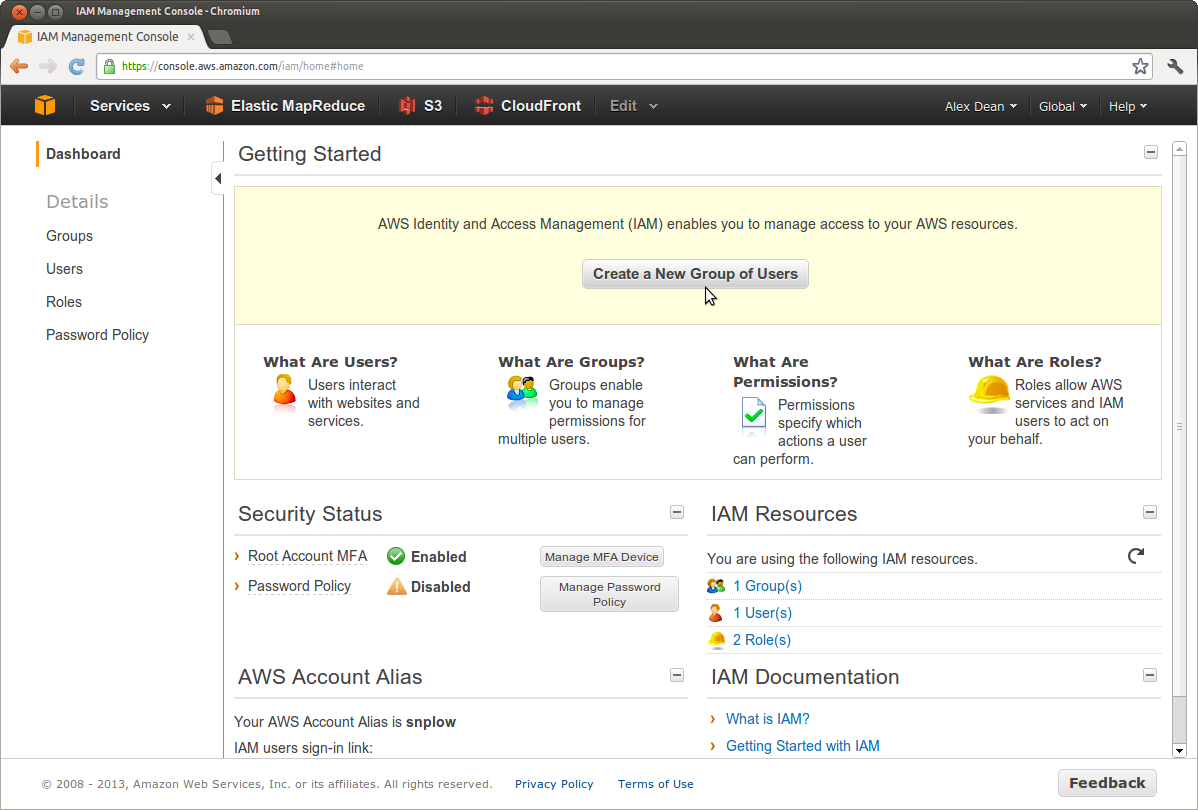 IAM Management Console - Chromium
IAM Management Console
https://console.aws.amazon.com/iam/home#home
Services
Elastic MapReduce
S3
CloudFront
Edit
Alex Dean
Global
Help
Dashboard
Details
Groups
Users
Roles
Password Policy
Getting Started
AWS Identity and Access Management (IAM) enables you to manage access to your AWS resources.
Create a New Group of Users
What Are Users?
Users interact
with websites and
services.
What Are Groups?
Groups enable
you to manage
permissions for
multiple users.
What Are
Permissions?
Permissions
specify which
actions a user
can perform.
What Are Roles?
Roles allow AWS
services and IAM
users to act on
your behalf.
Security Status
Root Account MFA
Enabled
Manage MFA Device
Password Policy
Disabled
Manage Password
Policy
IAM Resources
You are using the following IAM resources.
1 Group(s)
1 User(s)
2 Role(s)
AWS Account Alias
Your AWS Account Alias is snplow
IAM users sign-in link:
IAM Documentation
What is IAM?
Getting Started with IAM
© 2008 - 2013, Amazon Web Services, Inc. or its affiliates. All rights reserved.
Privacy Policy
Terms of Use
Feedback